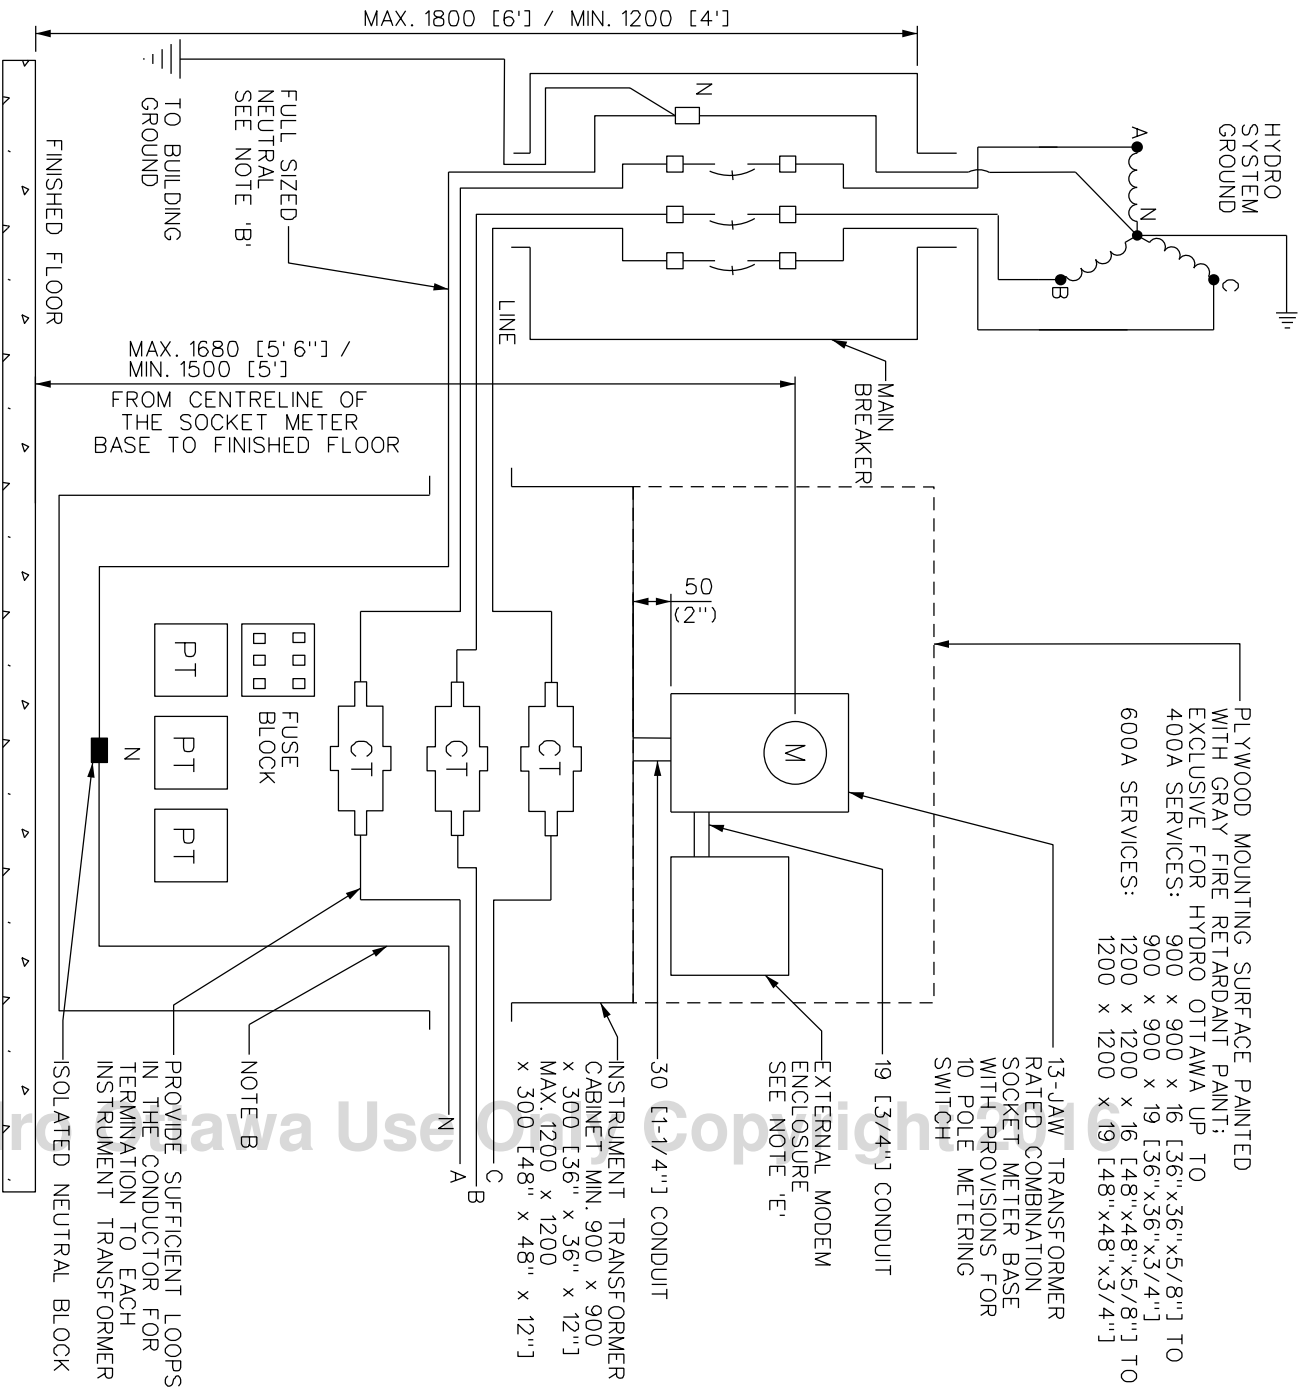 MAX. 1800 [6'] / MIN. 1200 [4']
HYDRO
SYSTEM
GROUND
A
N
B
C
N
TO BUILDING
GROUND
FULL SIZED
NEUTRAL
SEE NOTE 'B'
FINISHED FLOOR
LINE
MAIN
BREAKER
MAX. 1680 [5' 6"] /
MIN. 1500 [5']
FROM CENTRELINE OF
THE SOCKET METER
BASE TO FINISHED FLOOR
50
(2")
PLYWOOD MOUNTING SURFACE PAINTED
WITH GRAY FIRE RETARDANT PAINT;
EXCLUSIVE FOR HYDRO OTTAWA UP TO
400A SERVICES: 900 x 900 x 16 [36"x36"x5/8"] TO
900 x 900 x 19 [36"x36"x3/4"]
600A SERVICES: 1200 x 1200 x 16 [48"x48"x5/8"] TO
1200 x 1200 x 19 [48"x48"x3/4"]
M
CT
CT
CT
FUSE
BLOCK
PT
PT
PT
N
13-JAW TRANSFORMER
RATED COMBINATION
SOCKET METER BASE
WITH PROVISIONS FOR
10 POLE METERING
SWITCH
19 [3/4"] CONDUIT
EXTERNAL MODEM
ENCLOSURE
SEE NOTE 'E'
30 [1-1/4"] CONDUIT
INSTRUMENT TRANSFORMER
CABINET MIN. 900 x 900
x 300 [36" x 36" x 12"]
MAX. 1200 x 1200
x 300 [48" x 48" x 12"]
C
B
A
N
NOTE B
PROVIDE SUFFICIENT LOOPS
IN THE CONDUCTOR FOR
TERMINATION TO EACH
INSTRUMENT TRANSFORMER
ISOLATED NEUTRAL BLOCK
ro Ottawa Use Only Copyright 2016